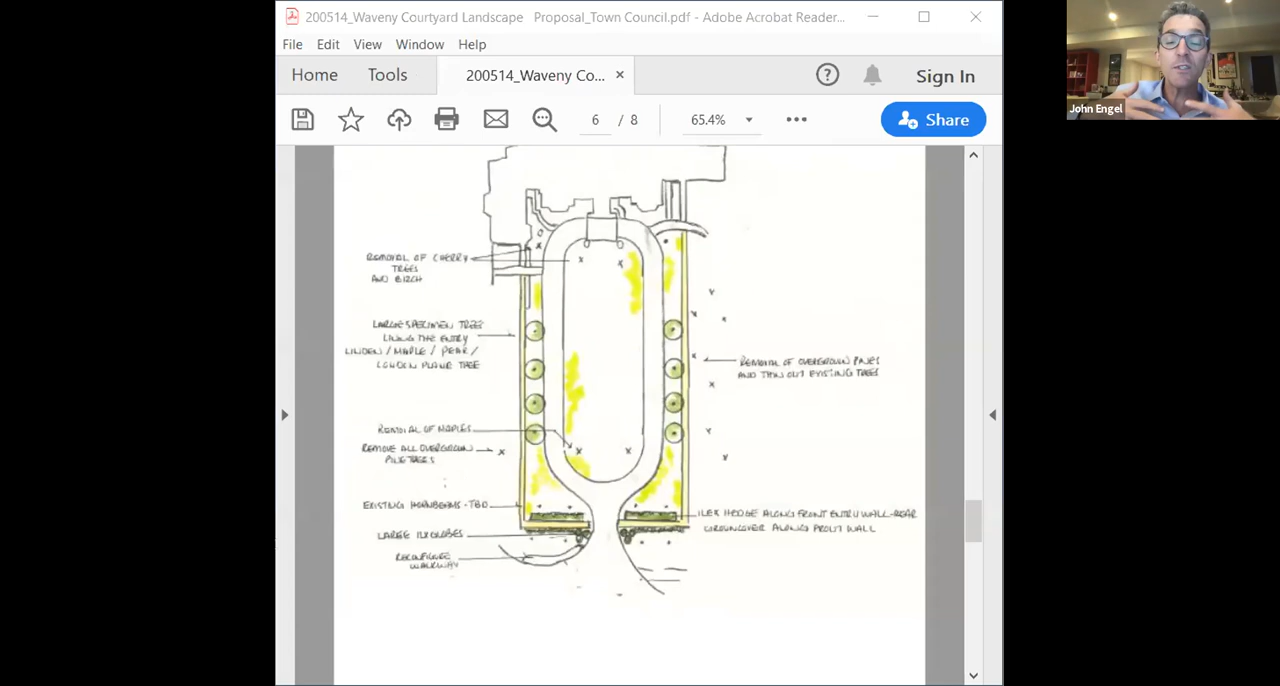 200514_Waveny Courtyard Landscape Proposal_Town Council.pdf - Adobe Acrobat Reader...
File Edit View Window Help
Home Tools 200514_Waveny Co... × ? Sign In
6 / 8 65.4% Share
John Engel
REMOVAL OF CHERRY
TREES
AND BIRCH
LARGE SPECIMEN TREES
LINING THE ENTRY
LINDEN / MAPLE / PEAR /
LONDON PLANE TREE
REMOVAL OF OVERGROWN PINES
AND THIN OUT EXISTING TREES
REMOVAL OF MAPLES
REMOVE ALL OVERGROWN
PINE TREES
EXISTING HORNBEAMS - TBD
ILEX HEDGE ALONG FRONT ENTRY WALL -
GROUNDCOVER ALONG FRONT WALL
LARGE ILEX GLOBES
RECONFIGURE
WALKWAY